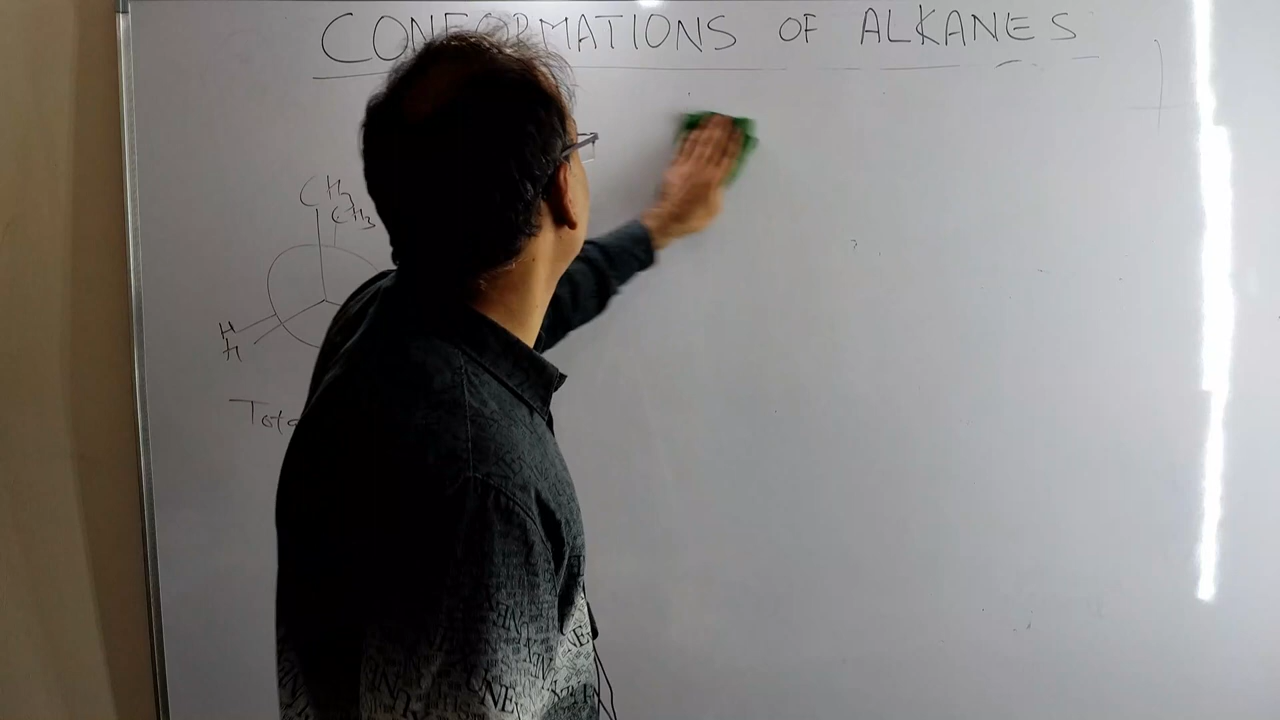 CONFORMATIONS OF ALKANES
CH3
CH3
H
H
Tota